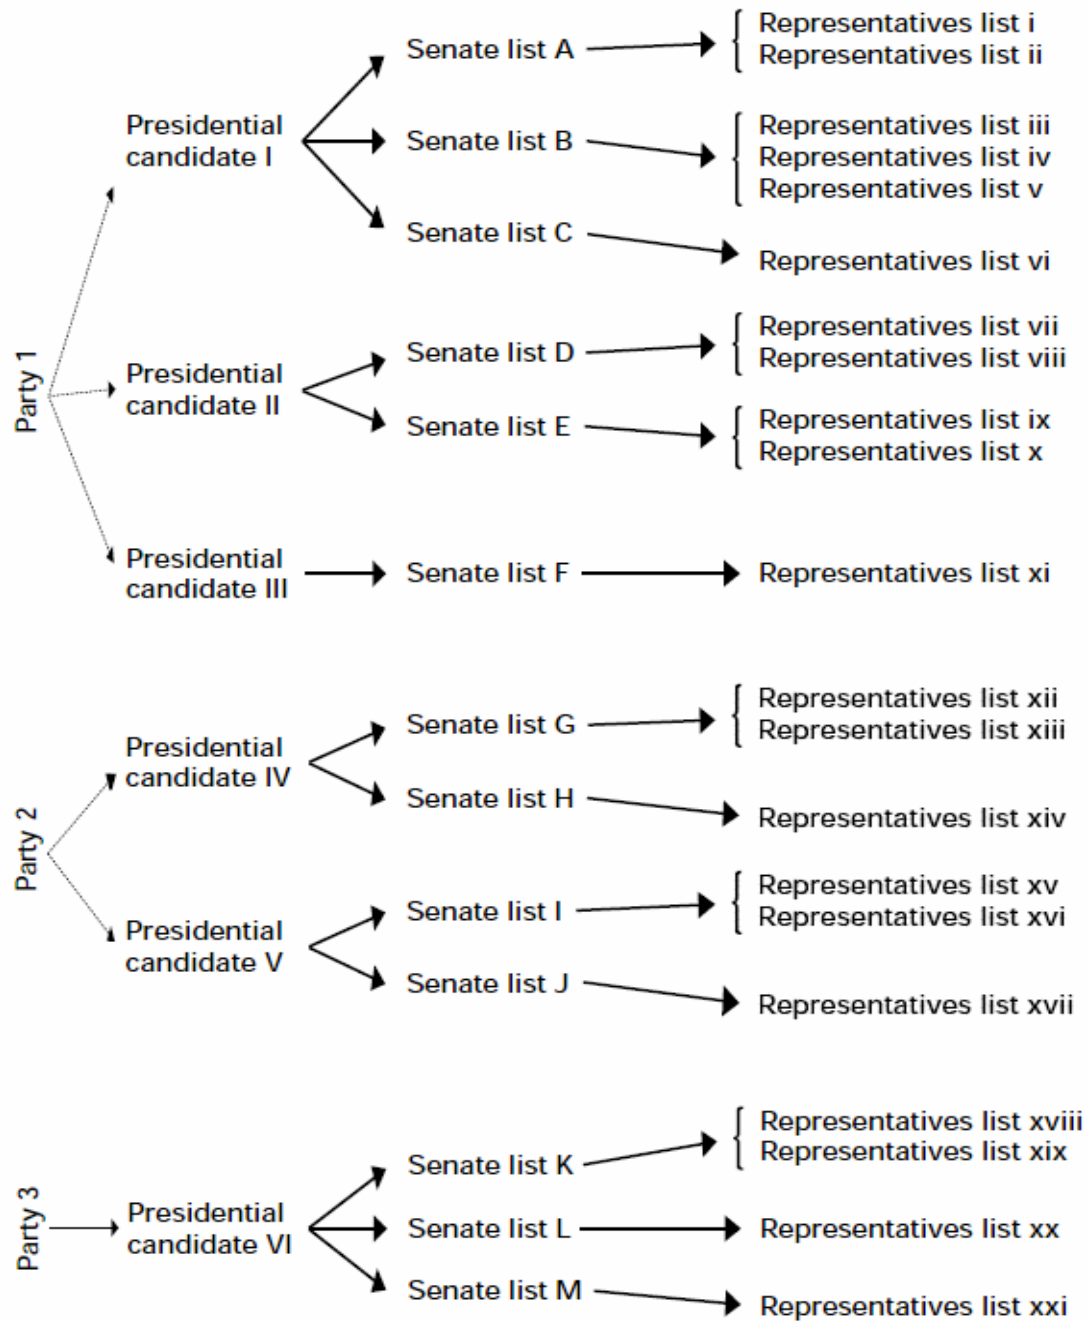 Party 1
Presidential
candidate I
Senate list A
Representatives list i
Representatives list ii
Senate list B
Representatives list iii
Representatives list iv
Representatives list v
Senate list C
Representatives list vi
Presidential
candidate II
Senate list D
Representatives list vii
Representatives list viii
Senate list E
Representatives list ix
Representatives list x
Presidential
candidate III
Senate list F
Representatives list xi
Party 2
Presidential
candidate IV
Senate list G
Representatives list xii
Representatives list xiii
Senate list H
Representatives list xiv
Presidential
candidate V
Senate list I
Representatives list xv
Representatives list xvi
Senate list J
Representatives list xvii
Party 3
Presidential
candidate VI
Senate list K
Representatives list xviii
Representatives list xix
Senate list L
Representatives list xx
Senate list M
Representatives list xxi